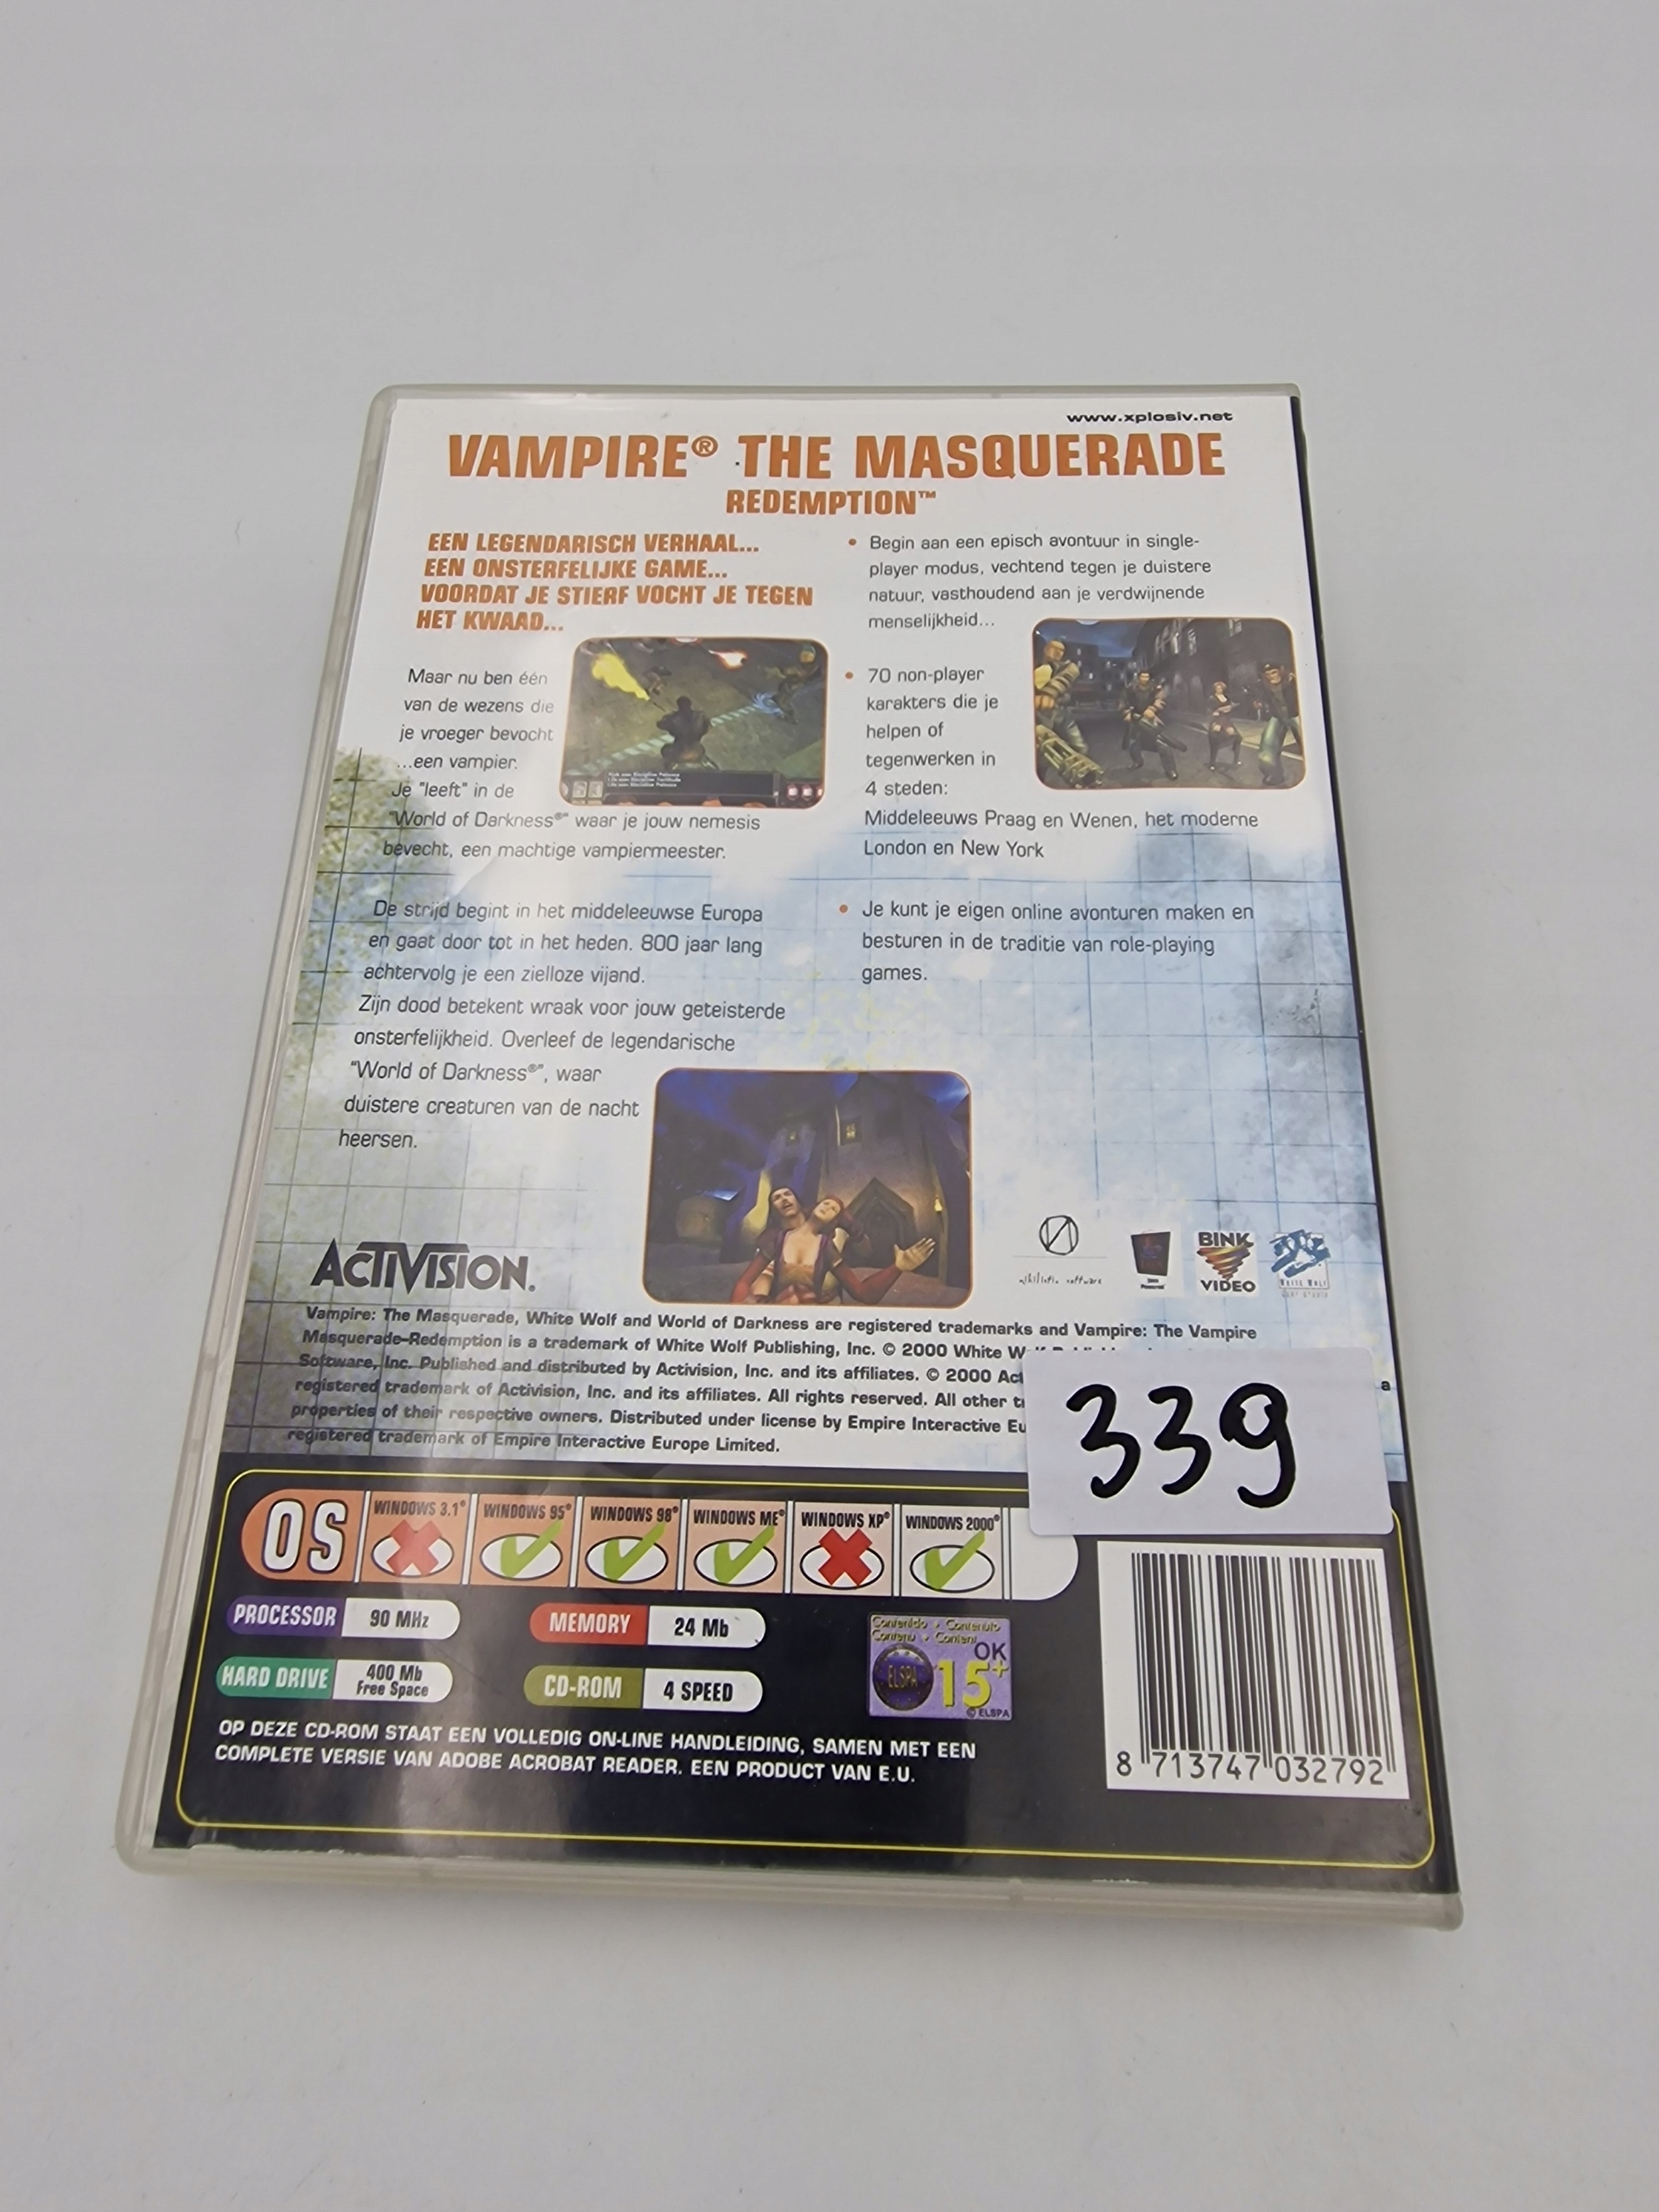 www.xplosiv.net
VAMPIRE® THE MASQUERADE
REDEMPTION™
EEN LEGENDARISCH VERHAAL...
EEN ONSTERFELIJKE GAME...
VOORDAT JE STIERF VOCHT JE TEGEN
HET KWAAD...
Maar nu ben één
van de wezens die
je vroeger bevocht
...een vampier.
Je "leeft" in de
"World of Darkness®" waar je jouw nemesis
bevecht, een machtige vampiermeester.
De strijd begint in het middeleeuwse Europa
en gaat door tot in het heden. 800 jaar lang
achtervolg je een zielloze vijand.
Zijn dood betekent wraak voor jouw geteisterde
onsterfelijkheid. Overleef de legendarische
"World of Darkness®", waar
duistere creaturen van de nacht
heersen.
• Begin aan een episch avontuur in single-
player modus, vechtend tegen je duistere
natuur, vasthoudend aan je verdwijnende
menselijkheid...
• 70 non-player
karakters die je
helpen of
tegenwerken in
4 steden:
Middeleeuws Praag en Wenen, het moderne
London en New York
• Je kunt je eigen online avonturen maken en
besturen in de traditie van role-playing
games.
ACTIVISION.
nihilistic software
BINK
VIDEO
WHITE WOLF
Vampire: The Masquerade, White Wolf and World of Darkness are registered trademarks and Vampire: The Vampire
Masquerade-Redemption is a trademark of White Wolf Publishing, Inc. © 2000 White
Software, Inc. Published and distributed by Activision, Inc. and its affiliates. © 2000 Act
a
registered trademark of Activision, Inc. and its affiliates. All rights reserved. All other
properties of their respective owners. Distributed under license by Empire Interactive Eu
registered trademark of Empire Interactive Europe Limited.
339
OS
WINDOWS 3.1®
WINDOWS 95®
WINDOWS 98®
WINDOWS ME®
WINDOWS XP®
WINDOWS 2000®
PROCESSOR 90 MHz
MEMORY 24 Mb
HARD DRIVE 400 Mb
Free Space
CD-ROM 4 SPEED
Contenido • Contenuto
Contenu • Content
OK
ELSPA
15+
© ELSPA
OP DEZE CD-ROM STAAT EEN VOLLEDIG ON-LINE HANDLEIDING, SAMEN MET EEN
COMPLETE VERSIE VAN ADOBE ACROBAT READER. EEN PRODUCT VAN E.U.
8 713747 032792